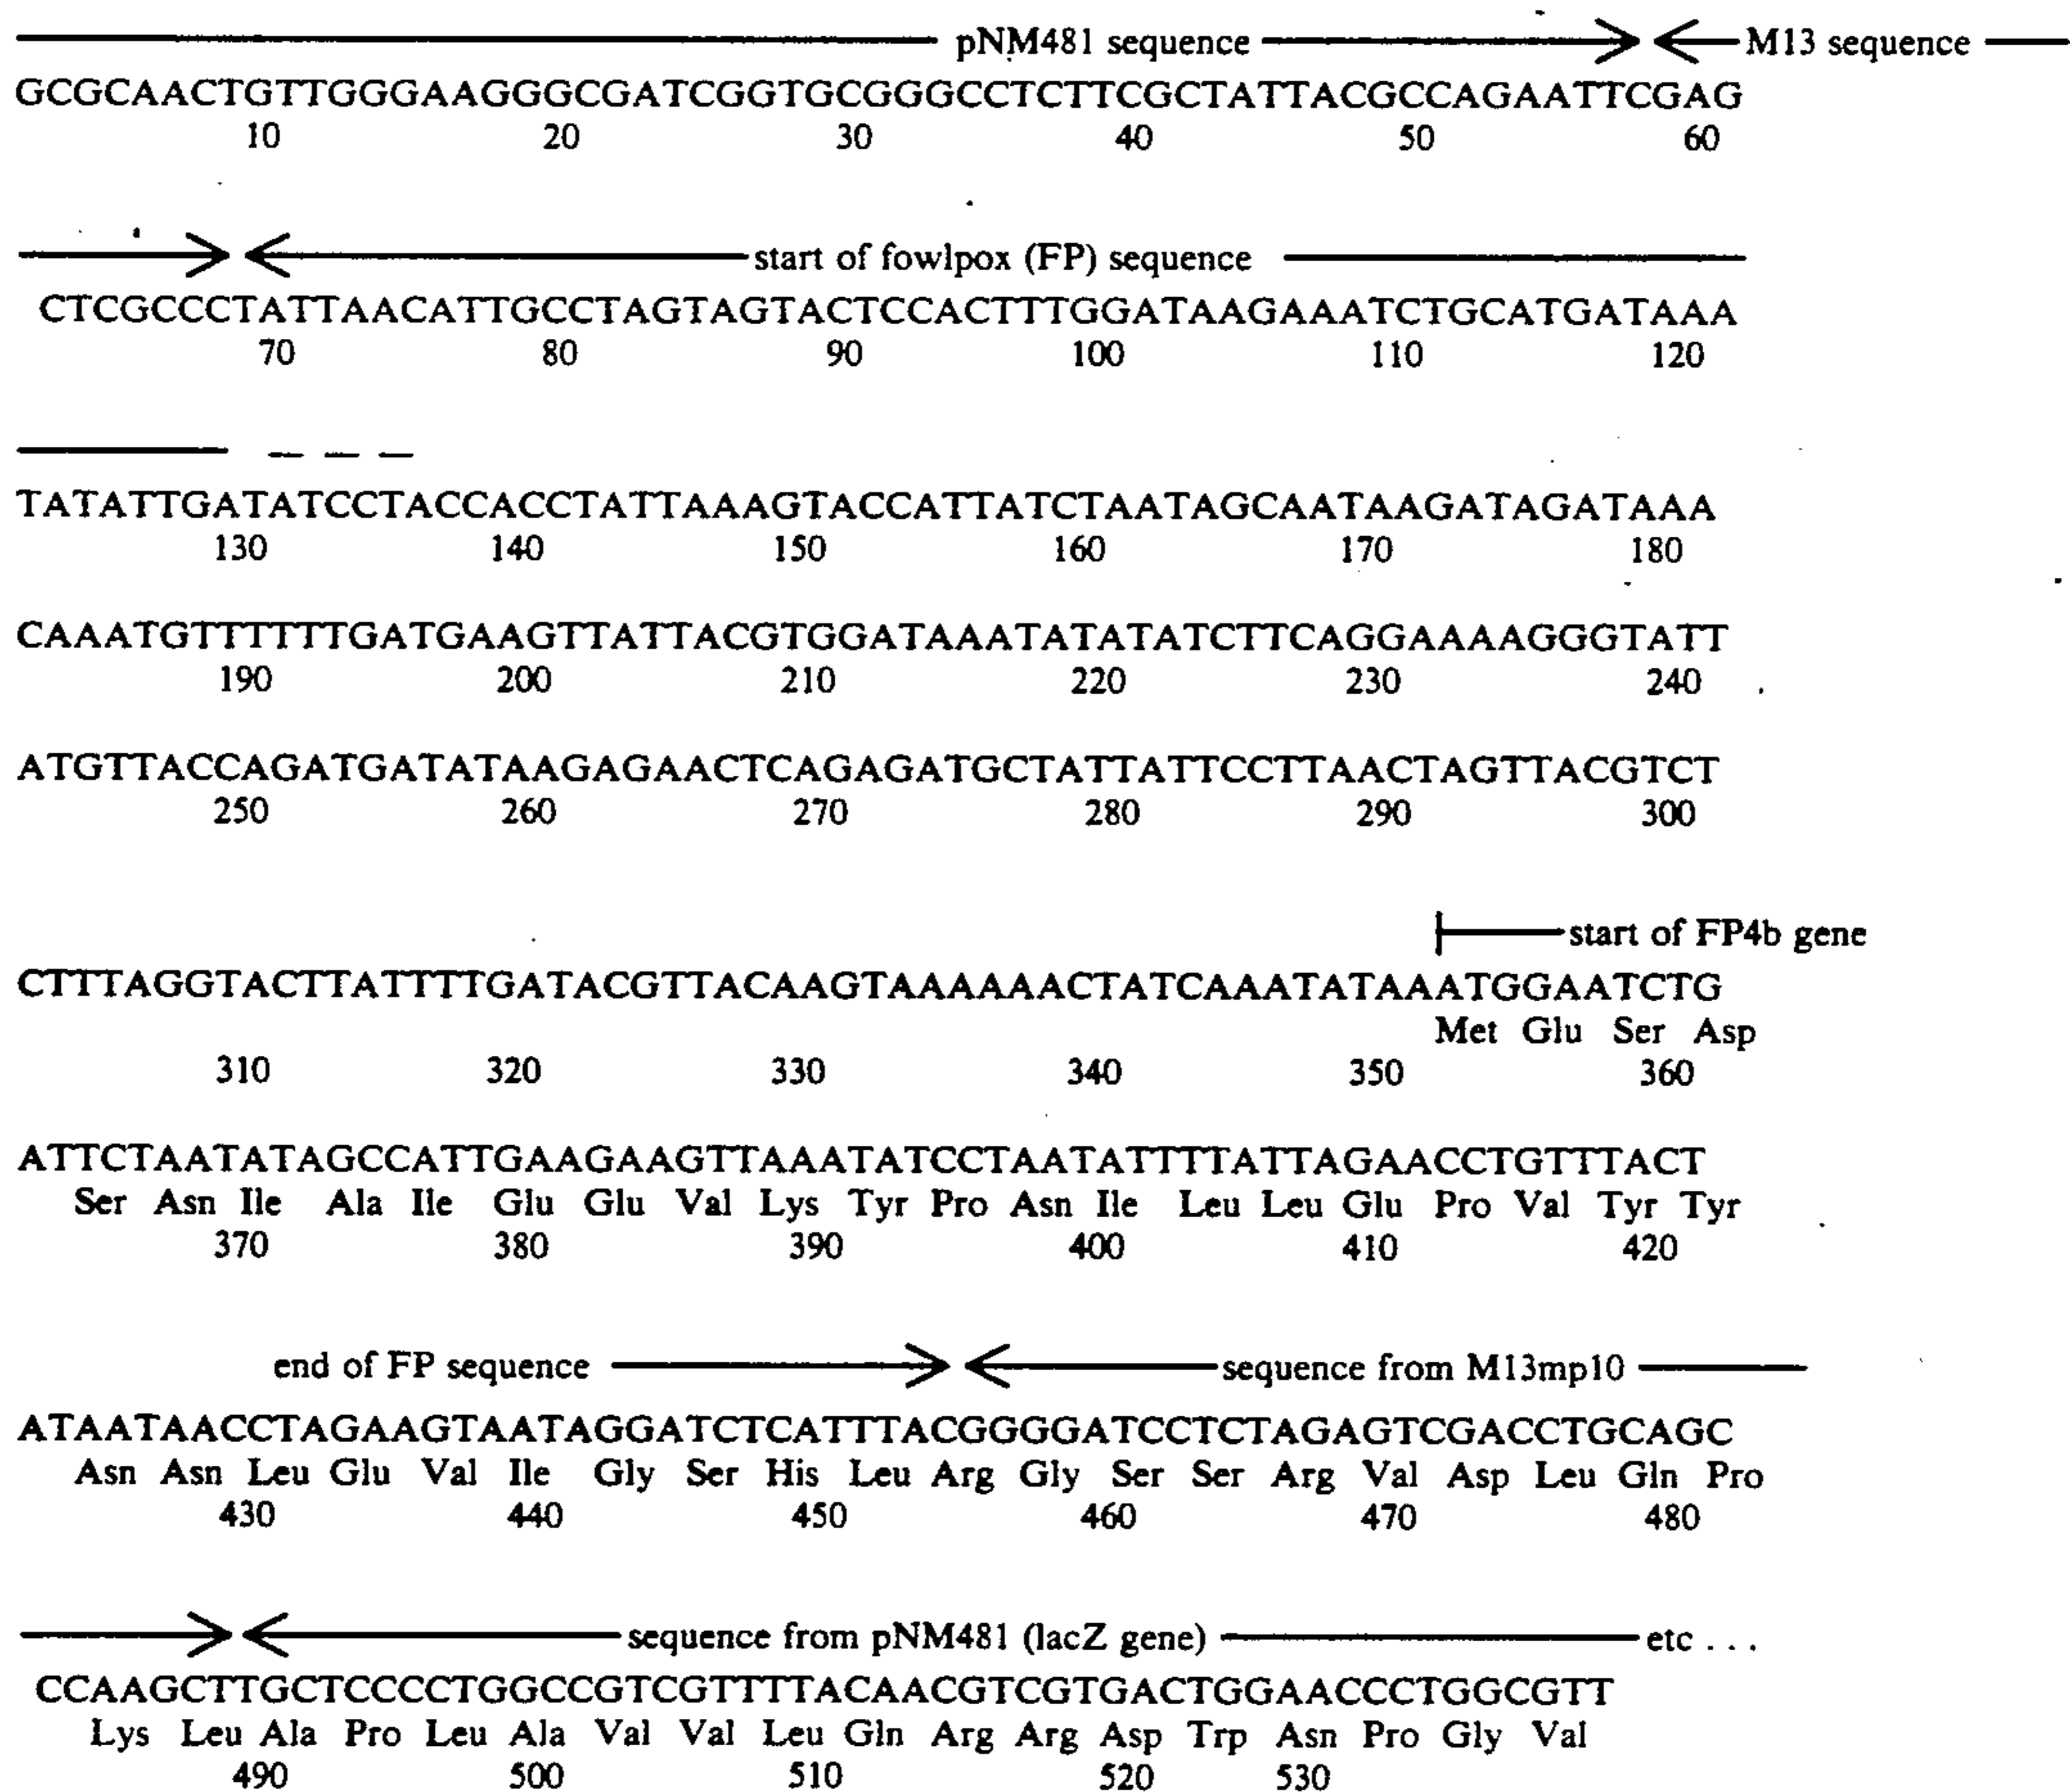 pNM481 sequence M13 sequence
GCGCAACTGTTGGGAAGGGCGATCGGTGCGGGCCTCTTCGCTATTACGCCAGAATTCGAG
10 20 30 40 50 60
start of fowlpox (FP) sequence
CTCGCCCTATTAACATTGCCTAGTAGTACTCCACTTTGGATAAGAAATCTGCATGATAAA
70 80 90 100 110 120
TATATTGATATCCTACCACCTATTAAAGTACCATTATCTAATAGCAATAAGATAGATAAA
130 140 150 160 170 180
CAAATGTTTTTTGATGAAGTTATTACGTGGATAAATATATATCTTCAGGAAAAGGGTATT
190 200 210 220 230 240
ATGTTACCAGATGATATAAGAGAACTCAGAGATGCTATTATTCCTTAACTAGTTACGTCT
250 260 270 280 290 300
start of FP4b gene
CTTTAGGTACTTATTTTGATACGTTACAAGTAAAAAACTATCAAATATAAATGGAATCTG
Met Glu Ser Asp
310 320 330 340 350 360
ATTCTAATATAGCCATTGAAGAAGTTAAATATCCTAATATTTTATTAGAACCTGTTTACT
Ser Asn Ile Ala Ile Glu Glu Val Lys Tyr Pro Asn Ile Leu Leu Glu Pro Val Tyr Tyr
370 380 390 400 410 420
end of FP sequence sequence from M13mp10
ATAATAACCTAGAAGTAATAGGATCTCATTTACGGGGATCCTCTAGAGTCGACCTGCAGC
Asn Asn Leu Glu Val Ile Gly Ser His Leu Arg Gly Ser Ser Arg Val Asp Leu Gln Pro
430 440 450 460 470 480
sequence from pNM481 (lacZ gene) etc ...
CCAAGCTTGCTCCCCTGGCCGTCGTTTTACAACGTCGTGACTGGAACCCTGGCGTT
Lys Leu Ala Pro Leu Ala Val Val Leu Gln Arg Arg Asp Trp Asn Pro Gly Val
490 500 510 520 530